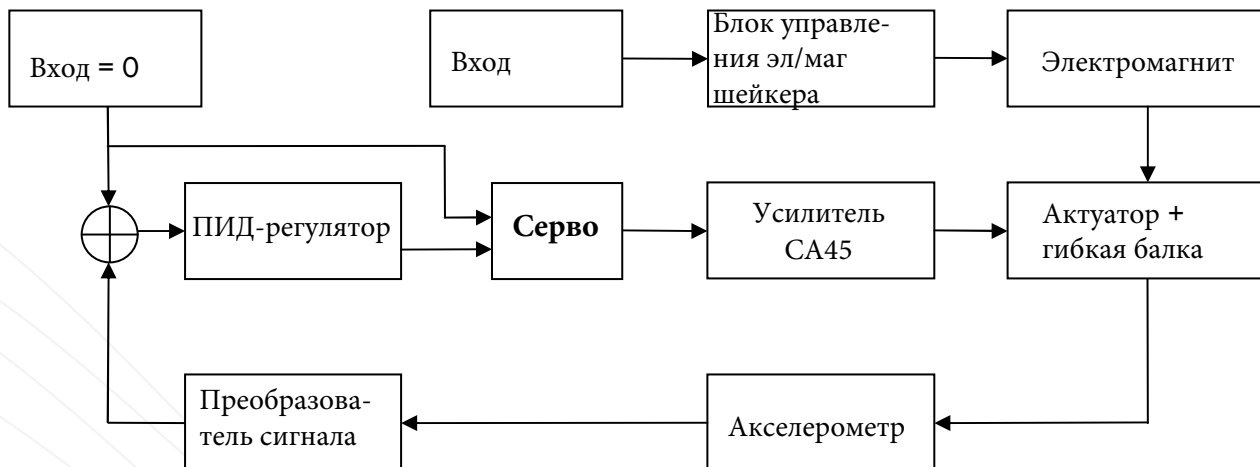 Вход = 0
Вход
Блок управле-
ния эл/маг
шейкера
Электромагнит
ПИД-регулятор
Серво
Усилитель
СА45
Актуатор +
гибкая балка
Преобразова-
тель сигнала
Акселерометр